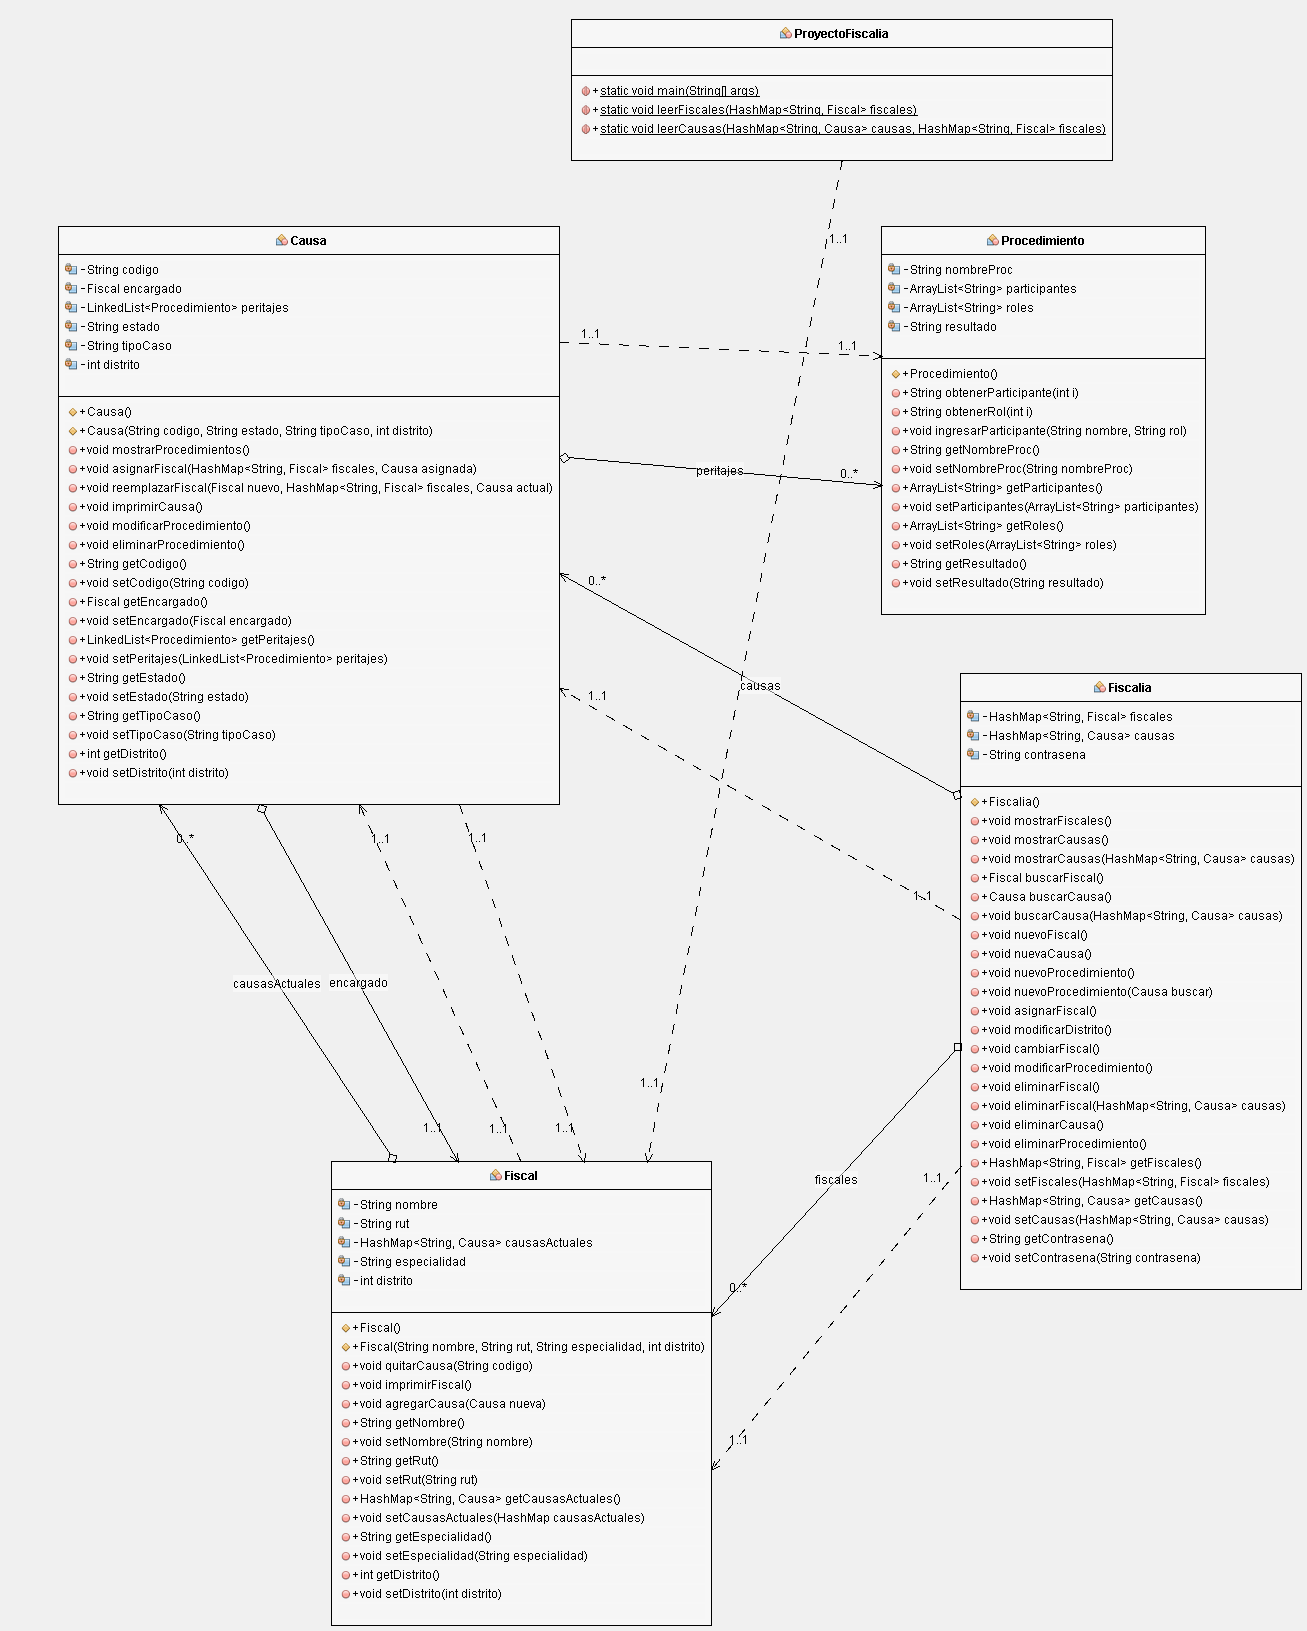 ProyectoFiscalia
+static void main(String[] args)
+static void leerFiscales(HashMap<String, Fiscal> fiscales)
+static void leerCausas(HashMap<String, Causa> causas, HashMap<String, Fiscal> fiscales)
Causa
-String codigo
-Fiscal encargado
-LinkedList<Procedimiento> peritajes
-String estado
-String tipoCaso
-int distrito
+Causa()
+Causa(String codigo, String estado, String tipoCaso, int distrito)
+void mostrarProcedimientos()
+void asignarFiscal(HashMap<String, Fiscal> fiscales, Causa asignada)
+void reemplazarFiscal(Fiscal nuevo, HashMap<String, Fiscal> fiscales, Causa actual)
+void imprimirCausa()
+void modificarProcedimiento()
+void eliminarProcedimiento()
+String getCodigo()
+void setCodigo(String codigo)
+Fiscal getEncargado()
+void setEncargado(Fiscal encargado)
+LinkedList<Procedimiento> getPeritajes()
+void setPeritajes(LinkedList<Procedimiento> peritajes)
+String getEstado()
+void setEstado(String estado)
+String getTipoCaso()
+void setTipoCaso(String tipoCaso)
+int getDistrito()
+void setDistrito(int distrito)
1..1
Procedimiento
-String nombreProc
-ArrayList<String> participantes
-ArrayList<String> roles
-String resultado
+Procedimiento()
+String obtenerParticipante(int i)
+String obtenerRol(int i)
+void ingresarParticipante(String nombre, String rol)
+String getNombreProc()
+void setNombreProc(String nombreProc)
+ArrayList<String> getParticipantes()
+void setParticipantes(ArrayList<String> participantes)
+ArrayList<String> getRoles()
+void setRoles(ArrayList<String> roles)
+String getResultado()
+void setResultado(String resultado)
1..1
1..1
peritajes
0..*
0..*
causas
1..1
1..1
Fiscalia
-HashMap<String, Fiscal> fiscales
-HashMap<String, Causa> causas
-String contrasena
+Fiscalia()
+void mostrarFiscales()
+void mostrarCausas()
+void mostrarCausas(HashMap<String, Causa> causas)
+Fiscal buscarFiscal()
+Causa buscarCausa()
+void buscarCausa(HashMap<String, Causa> causas)
+void nuevoFiscal()
+void nuevaCausa()
+void nuevoProcedimiento()
+void nuevoProcedimiento(Causa buscar)
+void asignarFiscal()
+void modificarDistrito()
+void cambiarFiscal()
+void modificarProcedimiento()
+void eliminarFiscal()
+void eliminarFiscal(HashMap<String, Causa> causas)
+void eliminarCausa()
+void eliminarProcedimiento()
+HashMap<String, Fiscal> getFiscales()
+void setFiscales(HashMap<String, Fiscal> fiscales)
+HashMap<String, Causa> getCausas()
+void setCausas(HashMap<String, Causa> causas)
+String getContrasena()
+void setContrasena(String contrasena)
0..*
1..1
1..1
causasActuales
encargado
1..1
1..1
1..1
1..1
fiscales
1..1
0..*
1..1
Fiscal
-String nombre
-String rut
-HashMap<String, Causa> causasActuales
-String especialidad
-int distrito
+Fiscal()
+Fiscal(String nombre, String rut, String especialidad, int distrito)
+void quitarCausa(String codigo)
+void imprimirFiscal()
+void agregarCausa(Causa nueva)
+String getNombre()
+void setNombre(String nombre)
+String getRut()
+void setRut(String rut)
+HashMap<String, Causa> getCausasActuales()
+void setCausasActuales(HashMap causasActuales)
+String getEspecialidad()
+void setEspecialidad(String especialidad)
+int getDistrito()
+void setDistrito(int distrito)